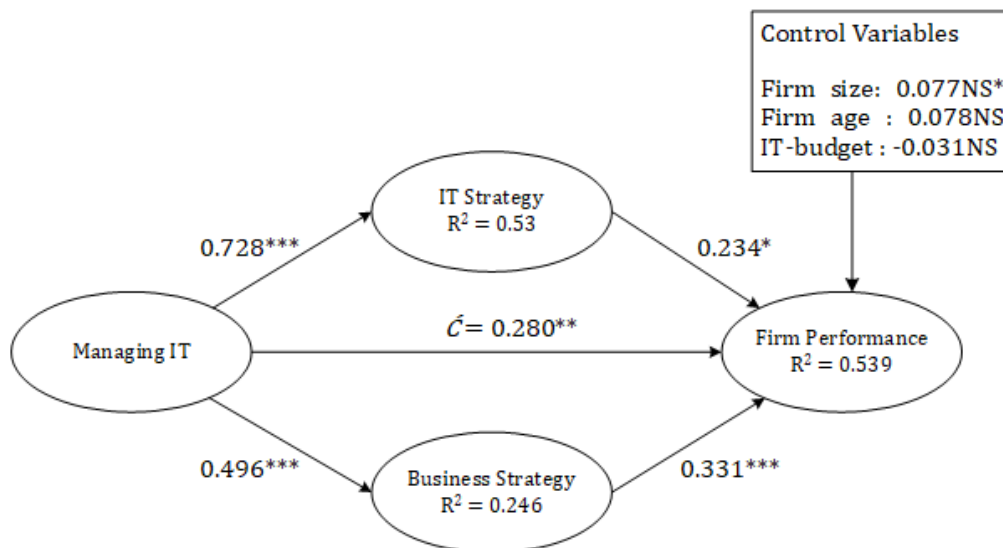 Control Variables
Firm size: 0.077NS*
Firm age : 0.078NS
IT-budget : -0.031NS
IT Strategy
R² = 0.53
0.728***
0.234*
Ć= 0.280**
Managing IT
Firm Performance
R² = 0.539
0.496***
0.331***
Business Strategy
R² = 0.246